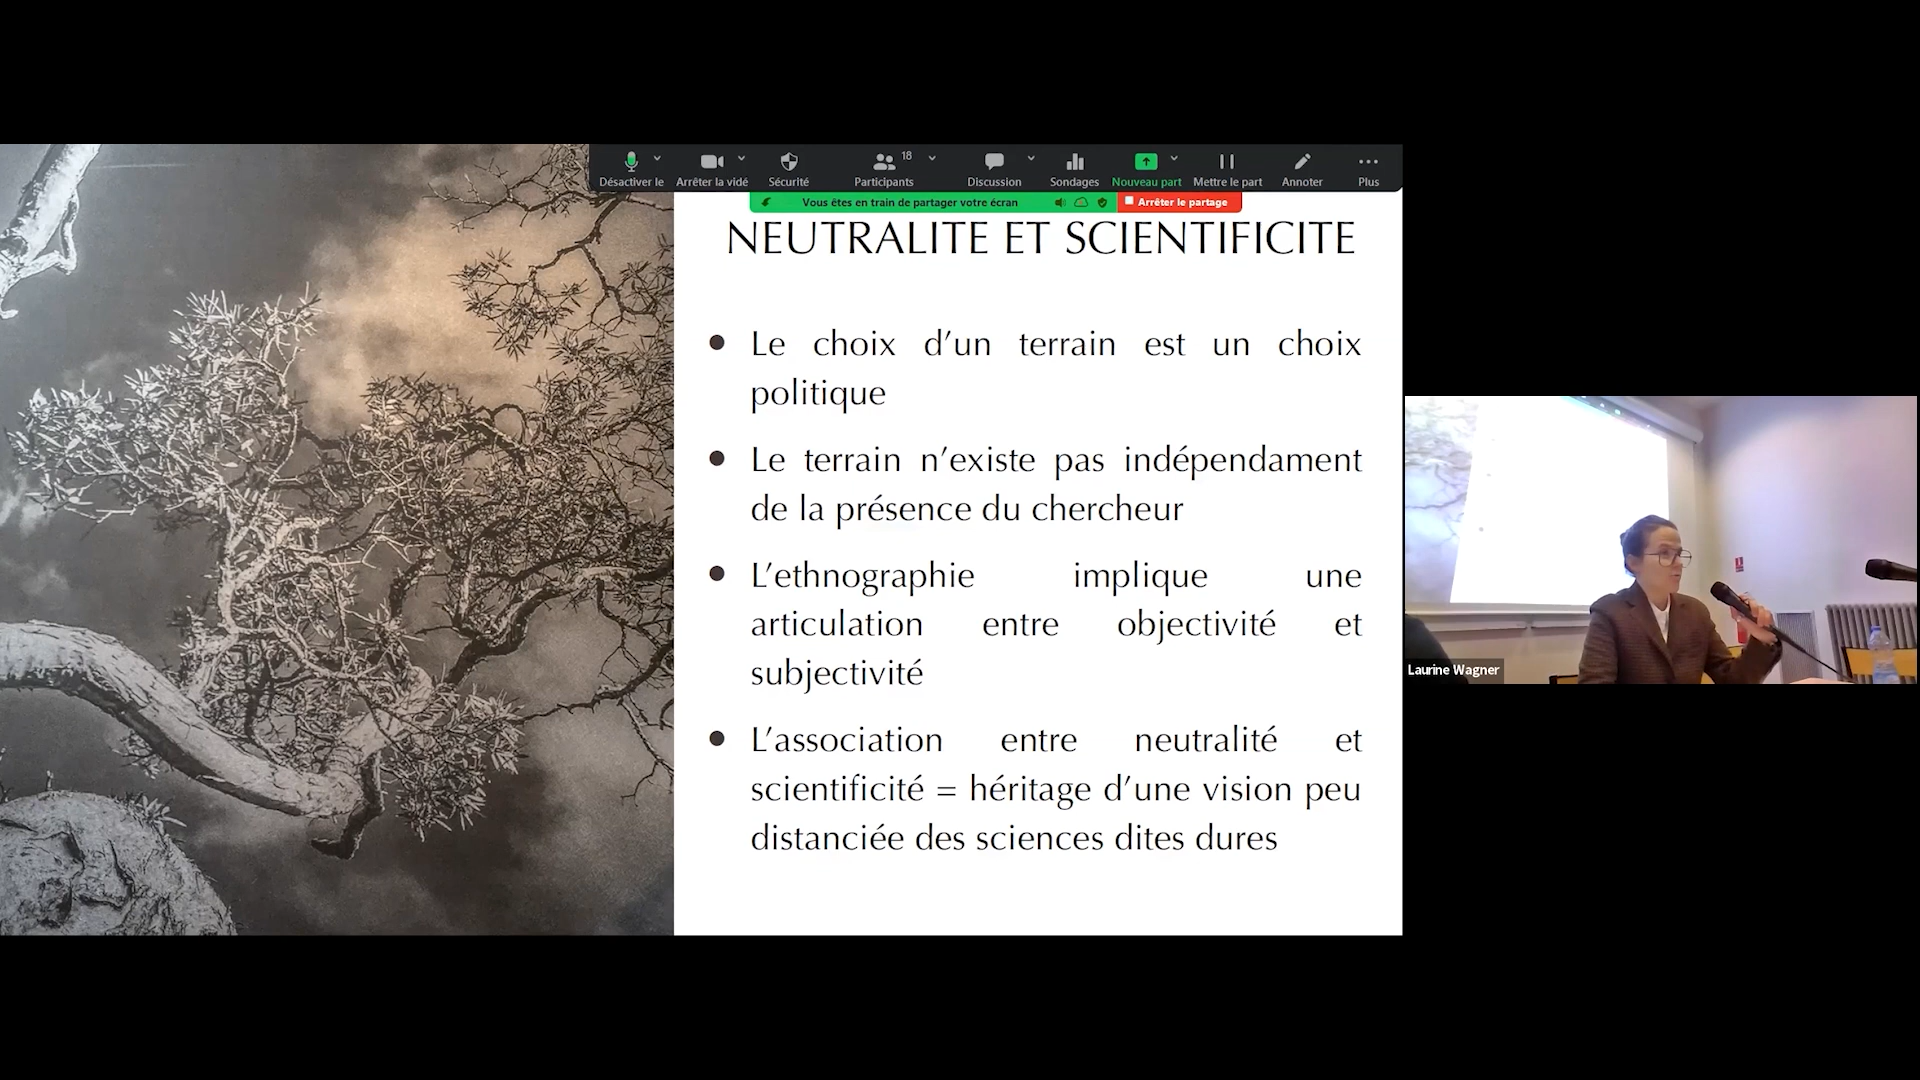 Désactiver le
Arrêter la vidé
Sécurité
18
Participants
Discussion
Sondages
Nouveau part
Mettre le part
Annoter
Plus
Vous êtes en train de partager votre écran
Arrêter le partage
NEUTRALITE ET SCIENTIFICITE
Le choix d’un terrain est un choix
politique
Le terrain n’existe pas indépendament
de la présence du chercheur
L’ethnographie implique une
articulation entre objectivité et
subjectivité
L’association entre neutralité et
scientificité = héritage d’une vision peu
distanciée des sciences dites dures
Laurine Wagner